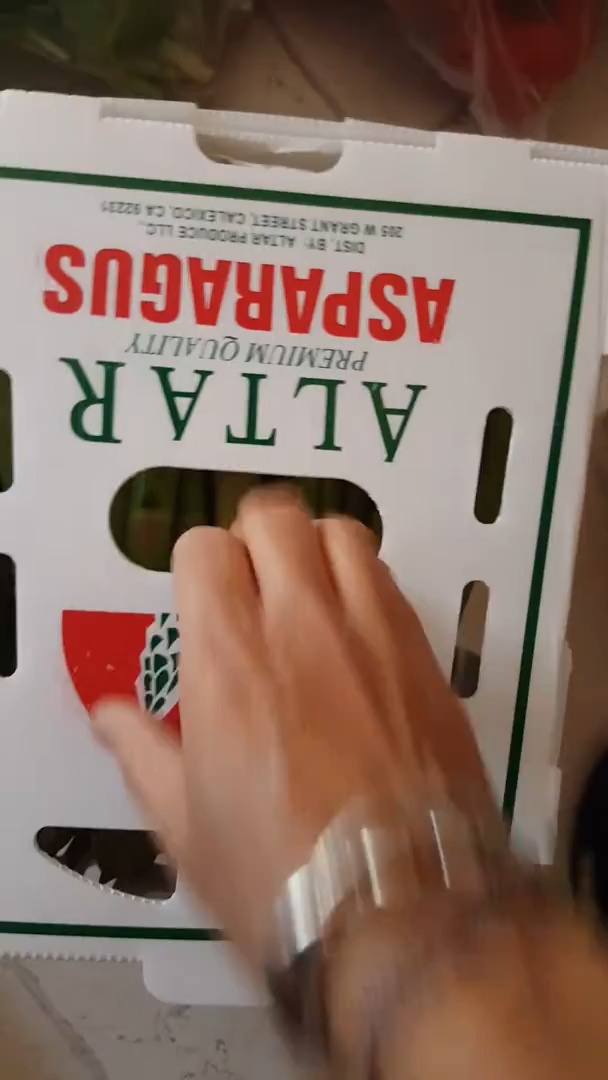 ALTAR
PREMIUM QUALITY
ASPARAGUS
DIST. BY: ALTAR PRODUCE LLC.,
205 W GRANT STREET, CALEXICO, CA 92231